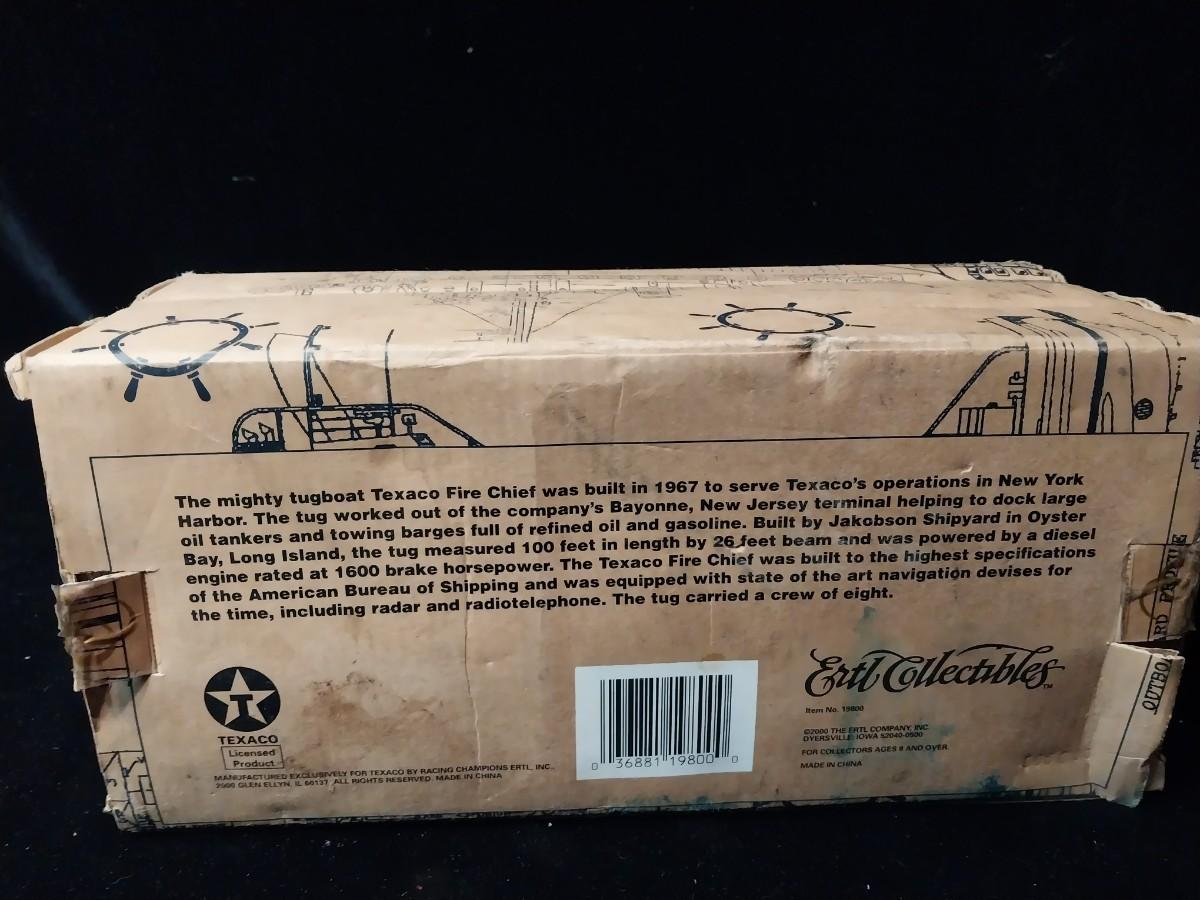 The mighty tugboat Texaco Fire Chief was built in 1967 to serve Texaco's operations in New York
Harbor. The tug worked out of the company's Bayonne, New Jersey terminal helping to dock large
oil tankers and towing barges full of refined oil and gasoline. Built by Jakobson Shipyard in Oyster
Bay, Long Island, the tug measured 100 feet in length by 26 feet beam and was powered by a diesel
engine rated at 1600 brake horsepower. The Texaco Fire Chief was built to the highest specifications
of the American Bureau of Shipping and was equipped with state of the art navigation devises for
the time, including radar and radiotelephone. The tug carried a crew of eight.
T
TEXACO
Licensed
Product
MANUFACTURED EXCLUSIVELY FOR TEXACO BY RACING CHAMPIONS ERTL, INC.,
2000 GLEN ELLYN, IL 60137. ALL RIGHTS RESERVED. MADE IN CHINA
0 36881 19800 0
Ertl Collectibles™
Item No. 19800
©2000 THE ERTL COMPANY, INC.
DYERSVILLE, IOWA 52040-0500
FOR COLLECTORS AGES 8 AND OVER.
MADE IN CHINA
OUTBO